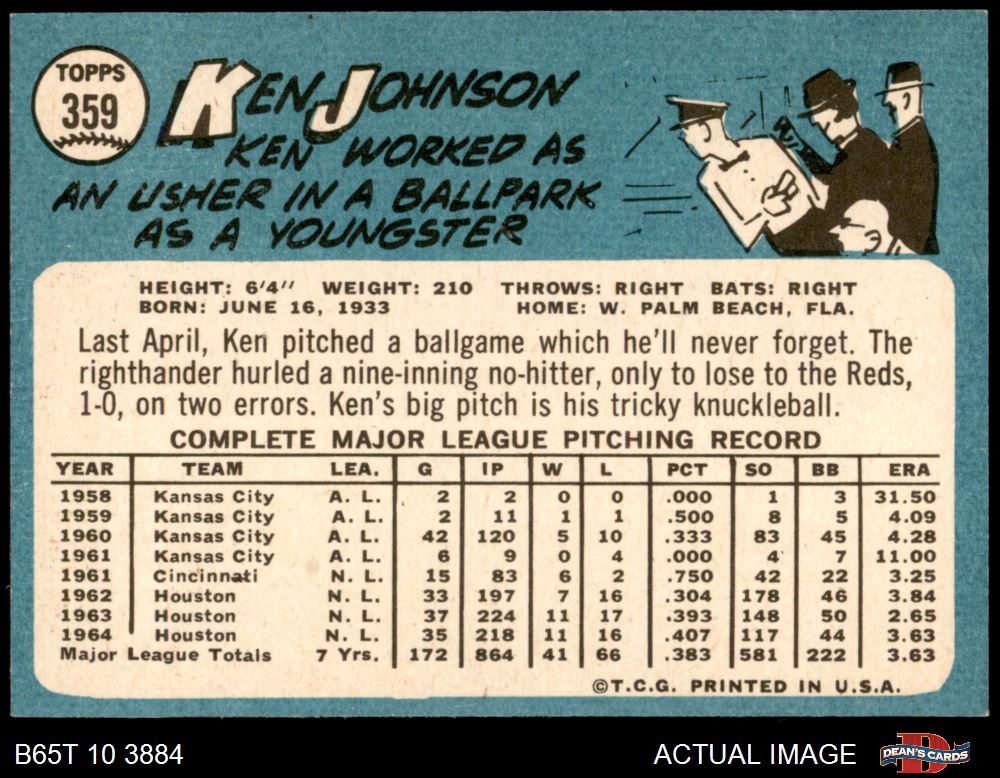 TOPPS
359
KEN JOHNSON
KEN WORKED AS
AN USHER IN A BALLPARK
AS A YOUNGSTER
HEIGHT: 6'4" WEIGHT: 210 THROWS: RIGHT BATS: RIGHT
BORN: JUNE 16, 1933 HOME: W. PALM BEACH, FLA.
Last April, Ken pitched a ballgame which he'll never forget. The
righthander hurled a nine-inning no-hitter, only to lose to the Reds,
1-0, on two errors. Ken's big pitch is his tricky knuckleball.
COMPLETE MAJOR LEAGUE PITCHING RECORD
YEAR TEAM LEA. G IP W L PCT SO BB ERA
1958 Kansas City A. L. 2 2 0 0 .000 1 3 31.50
1959 Kansas City A. L. 2 11 1 1 .500 8 5 4.09
1960 Kansas City A. L. 42 120 5 10 .333 83 45 4.28
1961 Kansas City A. L. 6 9 0 4 .000 4 7 11.00
1961 Cincinnati N. L. 15 83 6 2 .750 42 22 3.25
1962 Houston N. L. 33 197 7 16 .304 178 46 3.84
1963 Houston N. L. 37 224 11 17 .393 148 50 2.65
1964 Houston N. L. 35 218 11 16 .407 117 44 3.63
Major League Totals 7 Yrs. 172 864 41 66 .383 581 222 3.63
©T.C.G. PRINTED IN U.S.A.
B65T 10 3884 ACTUAL IMAGE DEAN'S CARDS